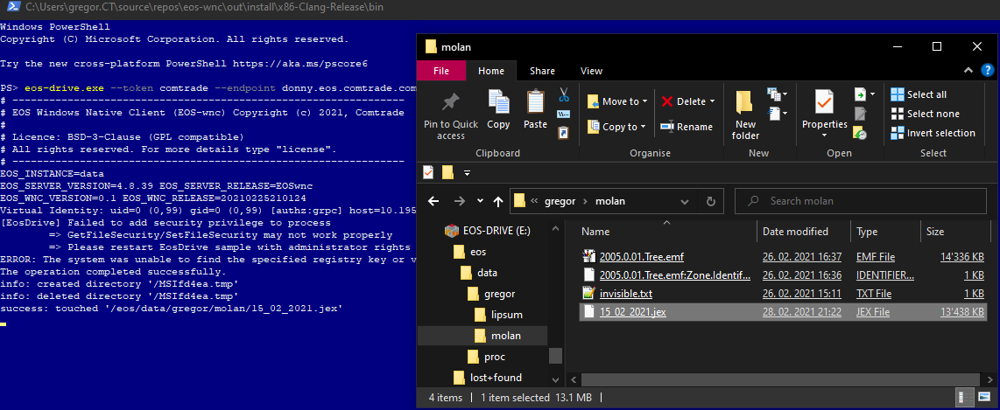 C:\Users\gregor.CT\source\repos\eos-wnc\out\install\x86-Clang-Release\bin
Windows PowerShell
Copyright (C) Microsoft Corporation. All rights reserved.
Try the new cross-platform PowerShell https://aka.ms/pscore6
PS> eos-drive.exe --token comtrade --endpoint donny.eos.comtrade.com
# ----------------------------------------------------------------
# EOS Windows Native Client (EOS-wnc) Copyright (c) 2021, Comtrade
#
# Licence: BSD-3-Clause (GPL compatible)
# All rights reserved. For more details type "license".
# ----------------------------------------------------------------
EOS_INSTANCE=data
EOS_SERVER_VERSION=4.8.39 EOS_SERVER_RELEASE=EOSwnc
EOS_WNC_VERSION=0.1 EOS_WNC_RELEASE=20210225210124
Virtual Identity: uid=0 (0,99) gid=0 (0,99) [authz:grpc] host=10.195
[EosDrive] Failed to add security privilege to process
=> GetFileSecurity/SetFileSecurity may not work properly
=> Please restart EosDrive sample with administrator rights
ERROR: The system was unable to find the specified registry key or v
The operation completed successfully.
info: created directory '/MSIfd4ea.tmp'
info: deleted directory '/MSIfd4ea.tmp'
success: touched '/eos/data/gregor/molan/15_02_2021.jex'
molan
File Home Share View
Pin to Quick access
Copy
Paste
Clipboard
Move to
Copy to
Delete
Rename
Organise
New folder
New
Properties
Open
Select all
Select none
Invert selection
Select
« gregor > molan
Search molan
EOS-DRIVE (E:)
eos
data
gregor
lipsum
molan
proc
lost+found
Name Date modified Type Size
2005.0.01.Tree.emf 26. 02. 2021 16:37 EMF File 14'336 KB
2005.0.01.Tree.emf:Zone.Identif... 26. 02. 2021 16:36 IDENTIFIER... 1 KB
invisible.txt 26. 02. 2021 15:11 TXT File 1 KB
15_02_2021.jex 28. 02. 2021 21:22 JEX File 13'438 KB
4 items 1 item selected 13.1 MB